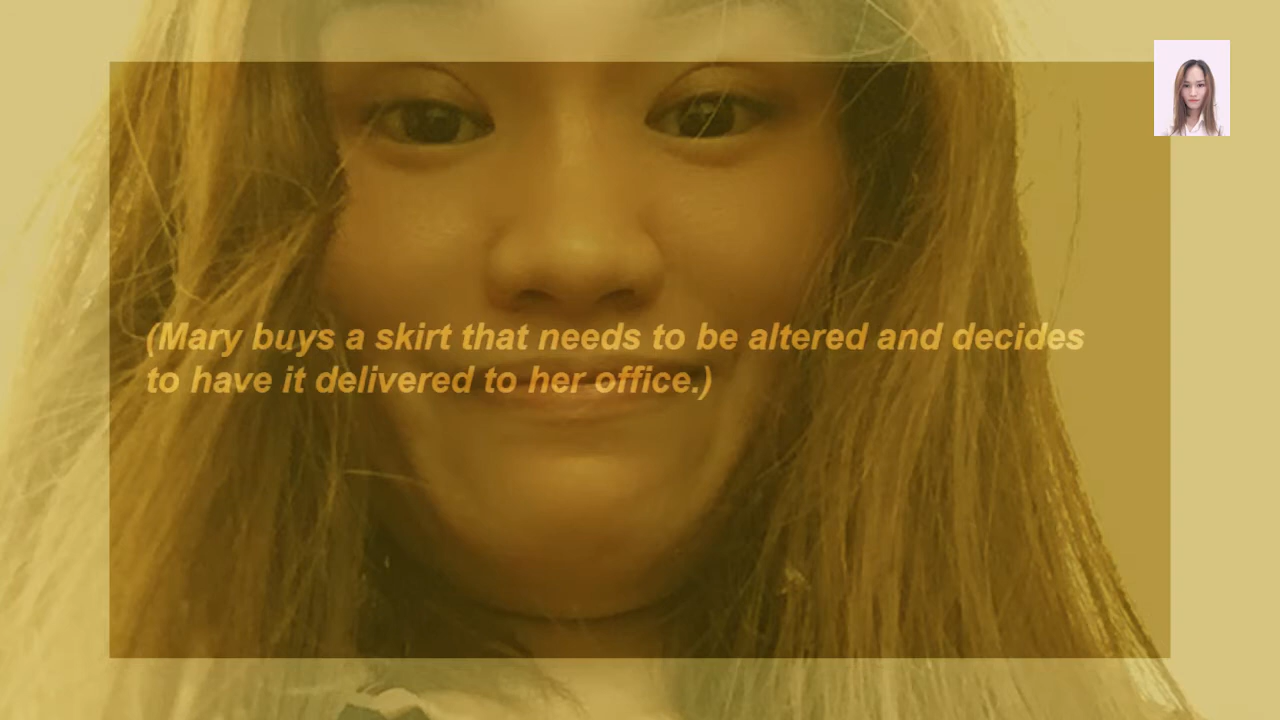 (Mary buys a skirt that needs to be altered and decides
to have it delivered to her office.)